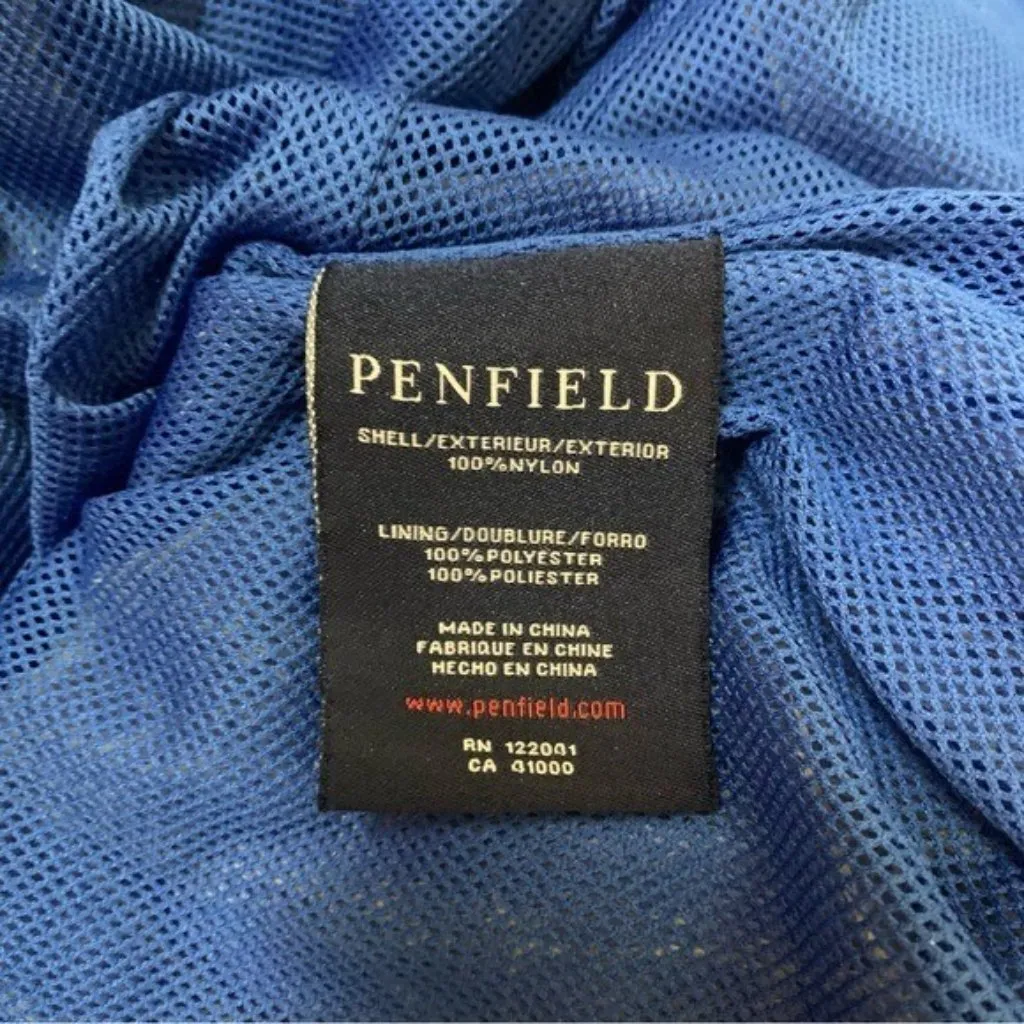 PENFIELD
SHELL/EXTERIEUR/EXTERIOR
100%NYLON
LINING/DOUBLURE/FORRO
100%POLYESTER
100%POLIESTER
MADE IN CHINA
FABRIQUE EN CHINE
HECHO EN CHINA
www.penfield.com
RN 122041
CA 41000